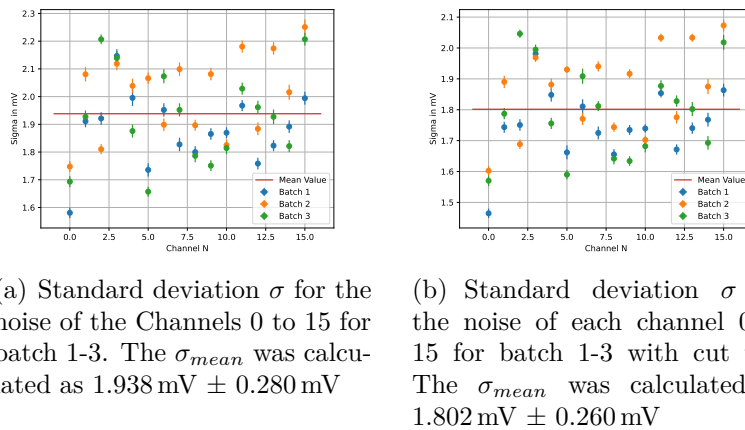 2.3
2.2
2.1
2.0
1.9
1.8
1.7
1.6
Sigma in mV
0.0 2.5 5.0 7.5 10.0 12.5 15.0
Channel N
Mean Value
Batch 1
Batch 2
Batch 3
2.1
2.0
1.9
1.8
1.7
1.6
1.5
Sigma in mV
0.0 2.5 5.0 7.5 10.0 12.5 15.0
Channel N
Mean Value
Batch 1
Batch 2
Batch 3
a) Standard deviation σ for the
noise of the Channels 0 to 15 for
batch 1-3. The σmean was calcu-
lated as 1.938 mV ± 0.280 mV
(b) Standard deviation σ
the noise of each channel 0
15 for batch 1-3 with cut
The σmean was calculated
1.802 mV ± 0.260 mV